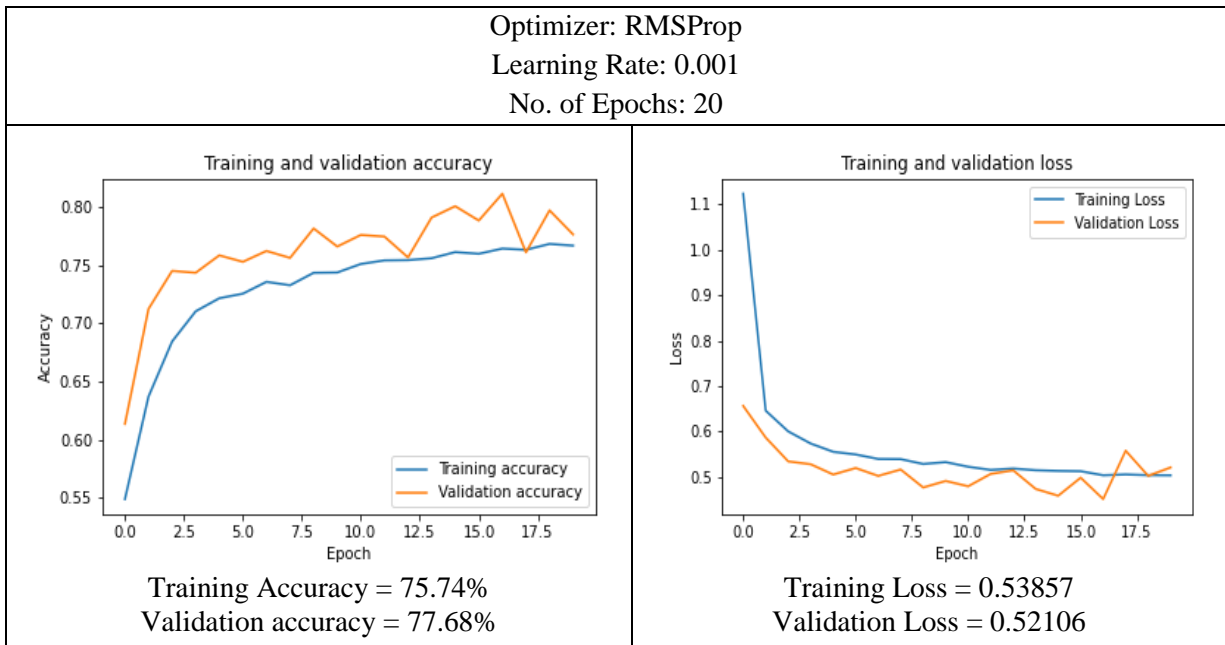 Optimizer: RMSProp
Learning Rate: 0.001
No. of Epochs: 20
Training and validation accuracy
Accuracy
0.80
0.75
0.70
0.65
0.60
0.55
Training accuracy
Validation accuracy
0.0 2.5 5.0 7.5 10.0 12.5 15.0 17.5
Epoch
Training Accuracy = 75.74%
Validation accuracy = 77.68%
Training and validation loss
Loss
1.1
1.0
0.9
0.8
0.7
0.6
0.5
Training Loss
Validation Loss
0.0 2.5 5.0 7.5 10.0 12.5 15.0 17.5
Epoch
Training Loss = 0.53857
Validation Loss = 0.52106